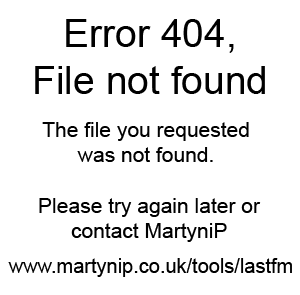 Error 404,
File not found
The file you requested
was not found.
Please try again later or
contact MartyniP
www.martynip.co.uk/tools/lastfm